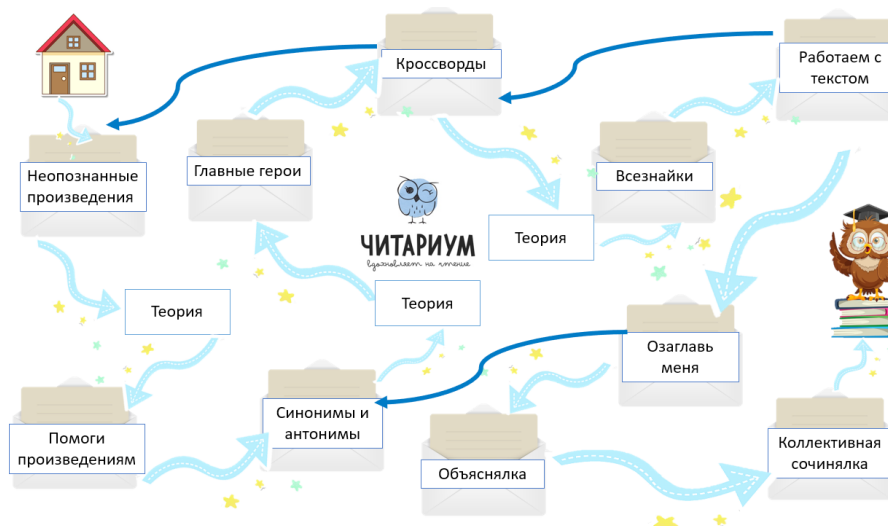 Кроссворды
Работаем с
текстом
Неопознанные
произведения
Главные герои
Всезнайки
ЧИТАРИУМ
вдохновляет на чтение
Теория
Теория
Теория
Озаглавь
меня
Помоги
произведениям
Синонимы и
антонимы
Объяснялка
Коллективная
сочинялка